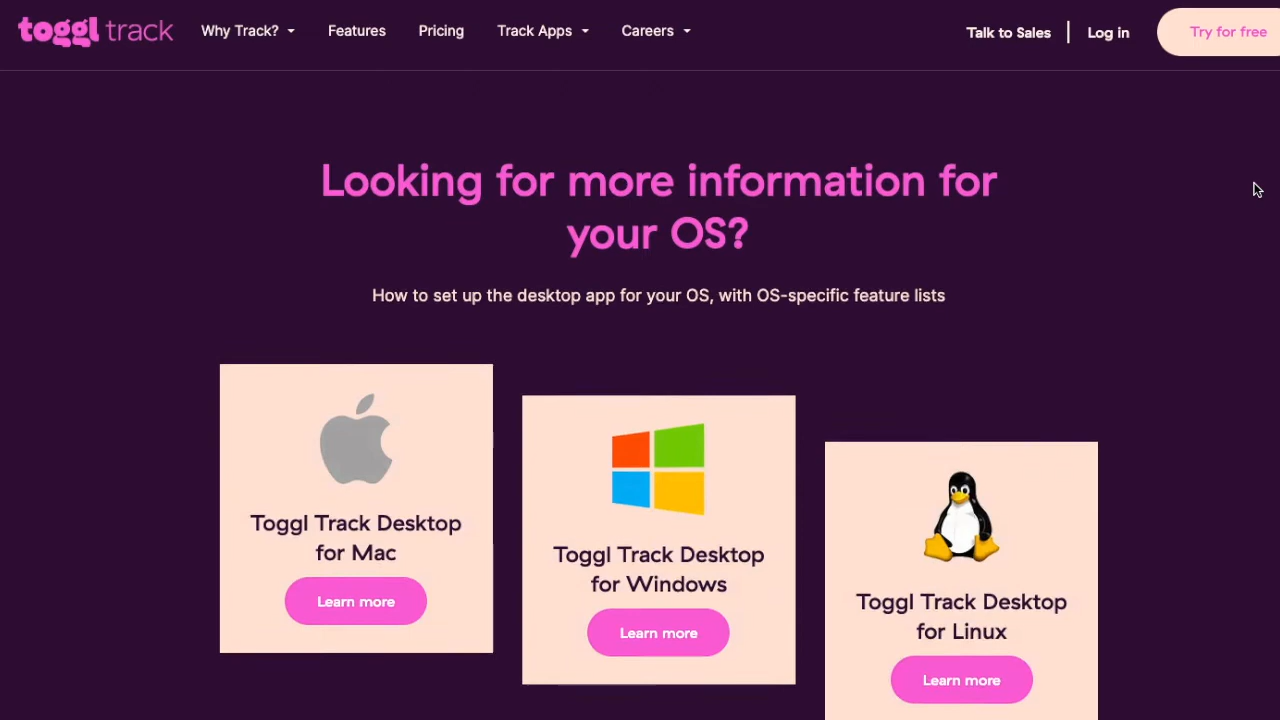 toggl track
Why Track?
Features
Pricing
Track Apps
Careers
Talk to Sales
Log in
Try for free
Looking for more information for
your OS?
How to set up the desktop app for your OS, with OS-specific feature lists
Toggl Track Desktop
for Mac
Learn more
Toggl Track Desktop
for Windows
Learn more
Toggl Track Desktop
for Linux
Learn more